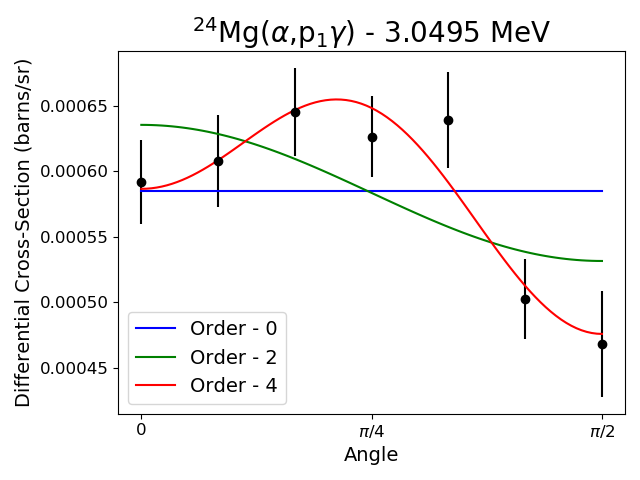 ²⁴Mg(α,p₁γ) - 3.0495 MeV
Differential Cross-Section (barns/sr)
0.00065
0.00060
0.00055
0.00050
0.00045
Order - 0
Order - 2
Order - 4
0 π/4 π/2
Angle